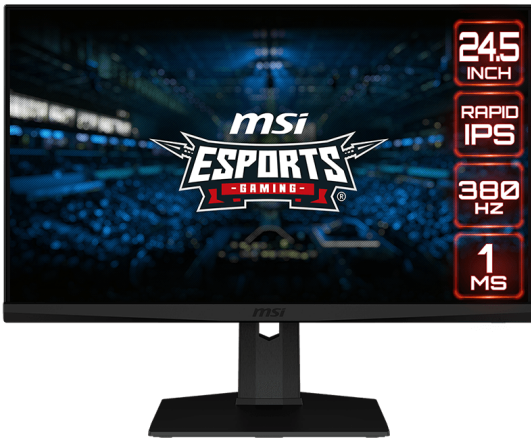 24.5
INCH
RAPID
IPS
msi
ESPORTS
- GAMING -
®
380
HZ
1
MS
msi